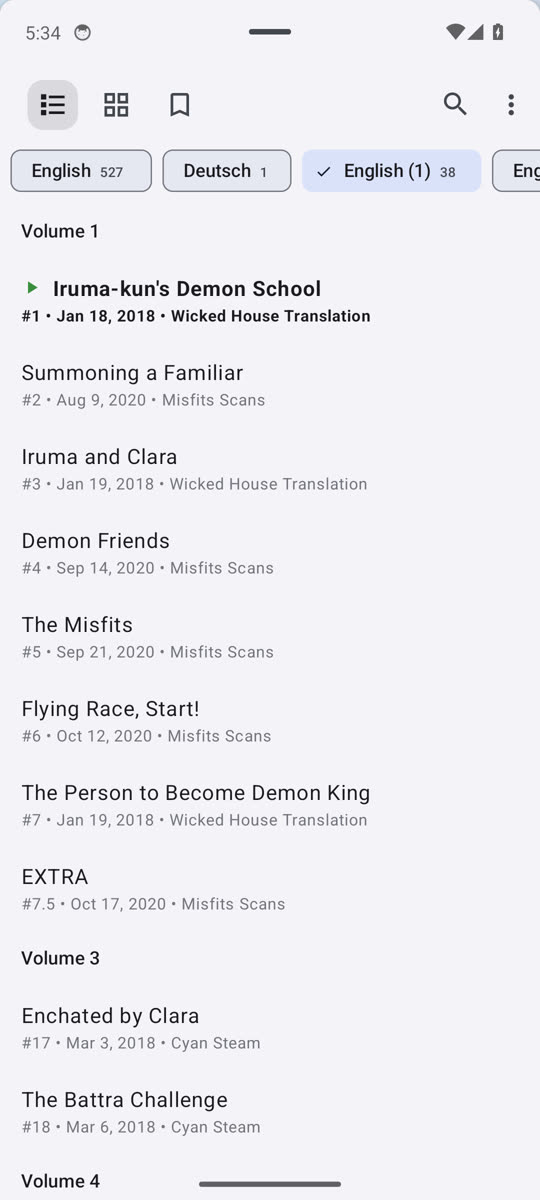 5:34
English 527
Deutsch 1
English (1) 38
Eng
Volume 1
Iruma-kun's Demon School
#1 • Jan 18, 2018 • Wicked House Translation
Summoning a Familiar
#2 • Aug 9, 2020 • Misfits Scans
Iruma and Clara
#3 • Jan 19, 2018 • Wicked House Translation
Demon Friends
#4 • Sep 14, 2020 • Misfits Scans
The Misfits
#5 • Sep 21, 2020 • Misfits Scans
Flying Race, Start!
#6 • Oct 12, 2020 • Misfits Scans
The Person to Become Demon King
#7 • Jan 19, 2018 • Wicked House Translation
EXTRA
#7.5 • Oct 17, 2020 • Misfits Scans
Volume 3
Enchated by Clara
#17 • Mar 3, 2018 • Cyan Steam
The Battra Challenge
#18 • Mar 6, 2018 • Cyan Steam
Volume 4